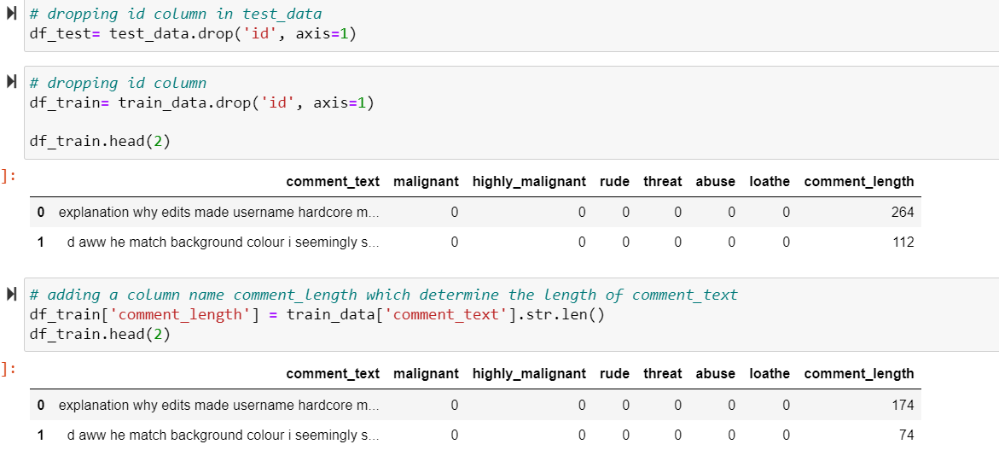 # dropping id column in test_data
df_test= test_data.drop('id', axis=1)
# dropping id column
df_train= train_data.drop('id', axis=1)
df_train.head(2)
]:
comment_text malignant highly_malignant rude threat abuse loathe comment_length
0 explanation why edits made username hardcore m... 0 0 0 0 0 0 264
1 d aww he match background colour i seemingly s... 0 0 0 0 0 0 112
# adding a column name comment_length which determine the length of comment_text
df_train['comment_length'] = train_data['comment_text'].str.len()
df_train.head(2)
]:
comment_text malignant highly_malignant rude threat abuse loathe comment_length
0 explanation why edits made username hardcore m... 0 0 0 0 0 0 174
1 d aww he match background colour i seemingly s... 0 0 0 0 0 0 74